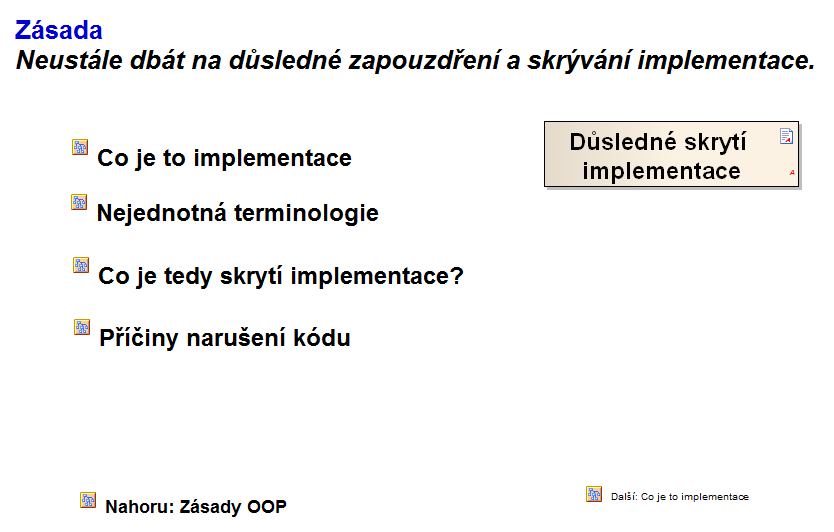 Zásada
Neustále dbát na důsledné zapouzdření a skrývání implementace.
Důsledné skrytí
implementace
A
Co je to implementace
Nejednotná terminologie
Co je tedy skrytí implementace?
Příčiny narušení kódu
Nahoru: Zásady OOP
Další: Co je to implementace